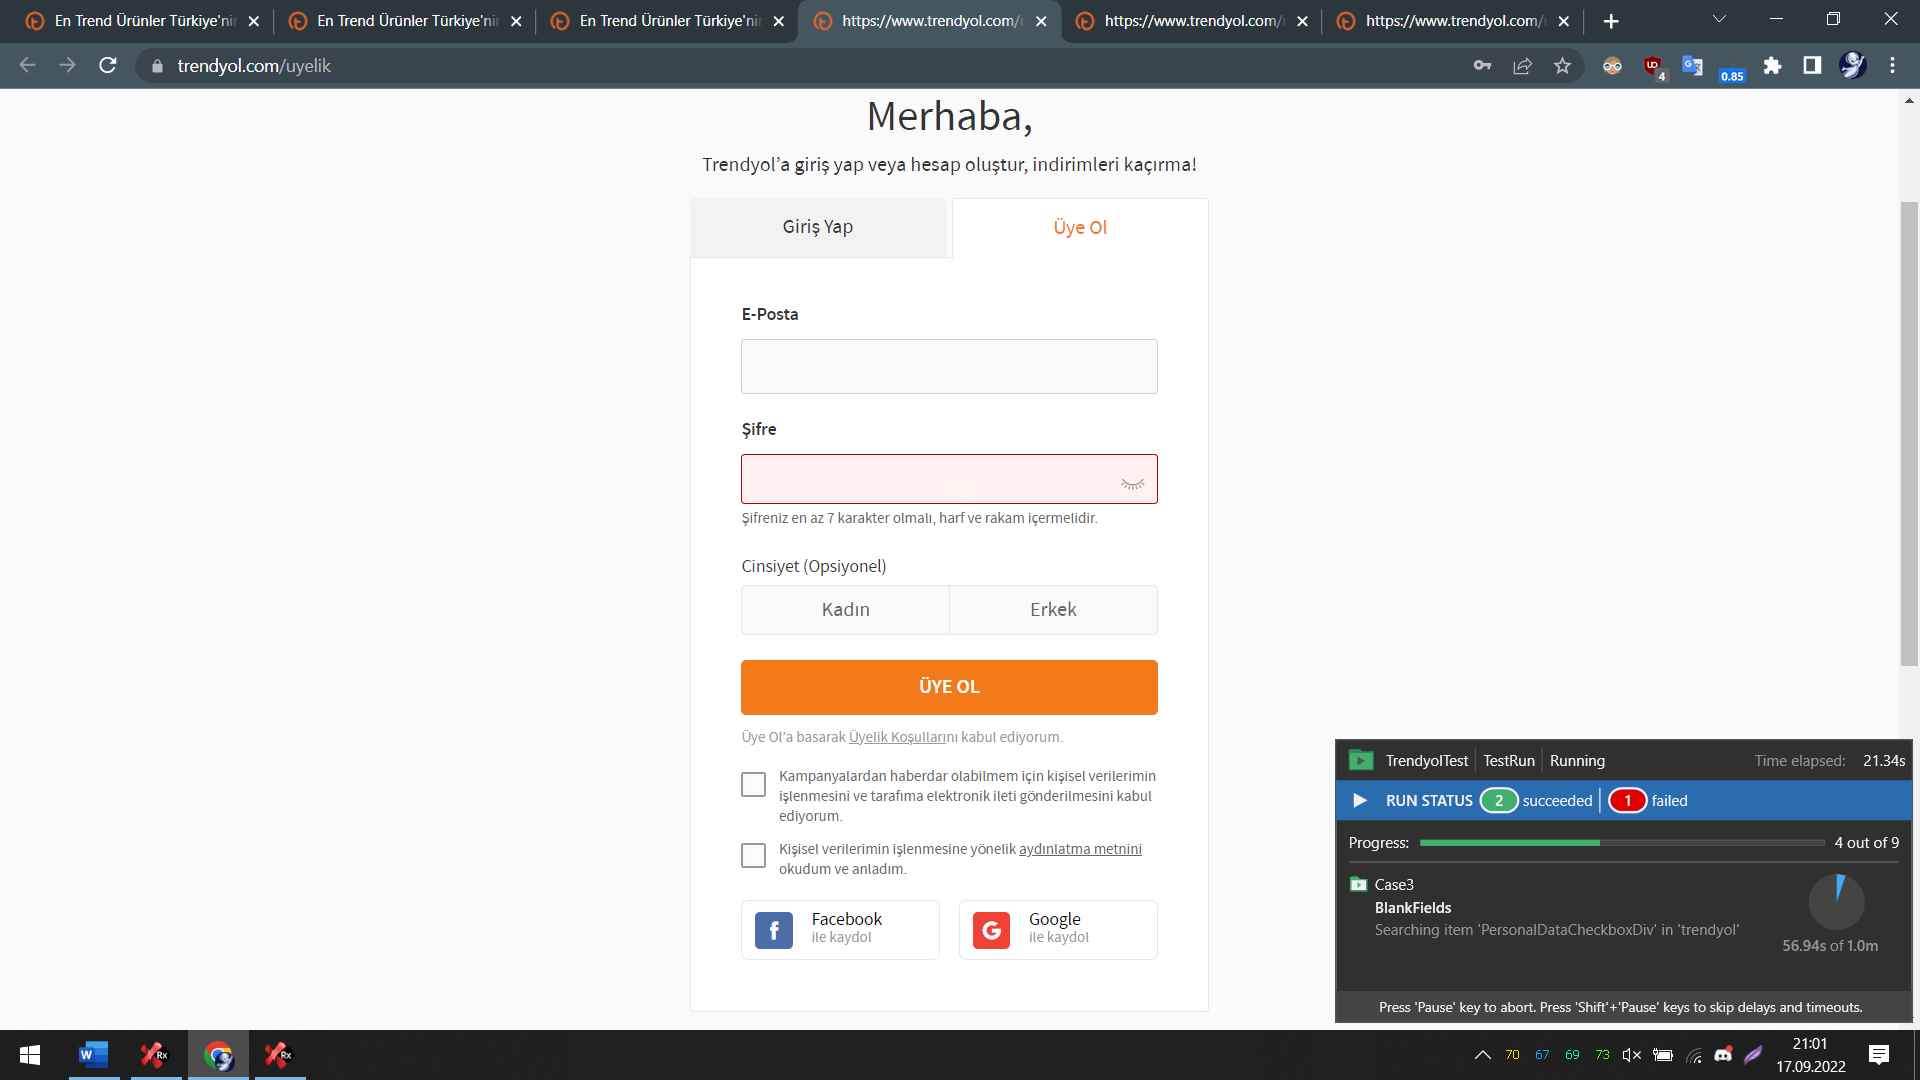 En Trend Ürünler Türkiye'nin
En Trend Ürünler Türkiye'nin
En Trend Ürünler Türkiye'nin
https://www.trendyol.com/
https://www.trendyol.com/
https://www.trendyol.com/
trendyol.com/uyelik
4
0.85
Merhaba,
Trendyol’a giriş yap veya hesap oluştur, indirimleri kaçırma!
Giriş Yap
Üye Ol
E-Posta
Şifre
Şifreniz en az 7 karakter olmalı, harf ve rakam içermelidir.
Cinsiyet (Opsiyonel)
Kadın
Erkek
ÜYE OL
Üye Ol’a basarak Üyelik Koşullarını kabul ediyorum.
Kampanyalardan haberdar olabilmem için kişisel verilerimin
işlenmesini ve tarafıma elektronik ileti gönderilmesini kabul
ediyorum.
Kişisel verilerimin işlenmesine yönelik aydınlatma metnini
okudum ve anladım.
f
Facebook
ile kaydol
G
Google
ile kaydol
TrendyolTest TestRun Running Time elapsed: 21.34s
RUN STATUS 2 succeeded 1 failed
Progress: 4 out of 9
Case3
BlankFields
Searching item 'PersonalDataCheckboxDiv' in 'trendyol'
56.94s of 1.0m
Press 'Pause' key to abort. Press 'Shift'+'Pause' keys to skip delays and timeouts.
W
Rx
Rx
70 67 69 73
21:01
17.09.2022